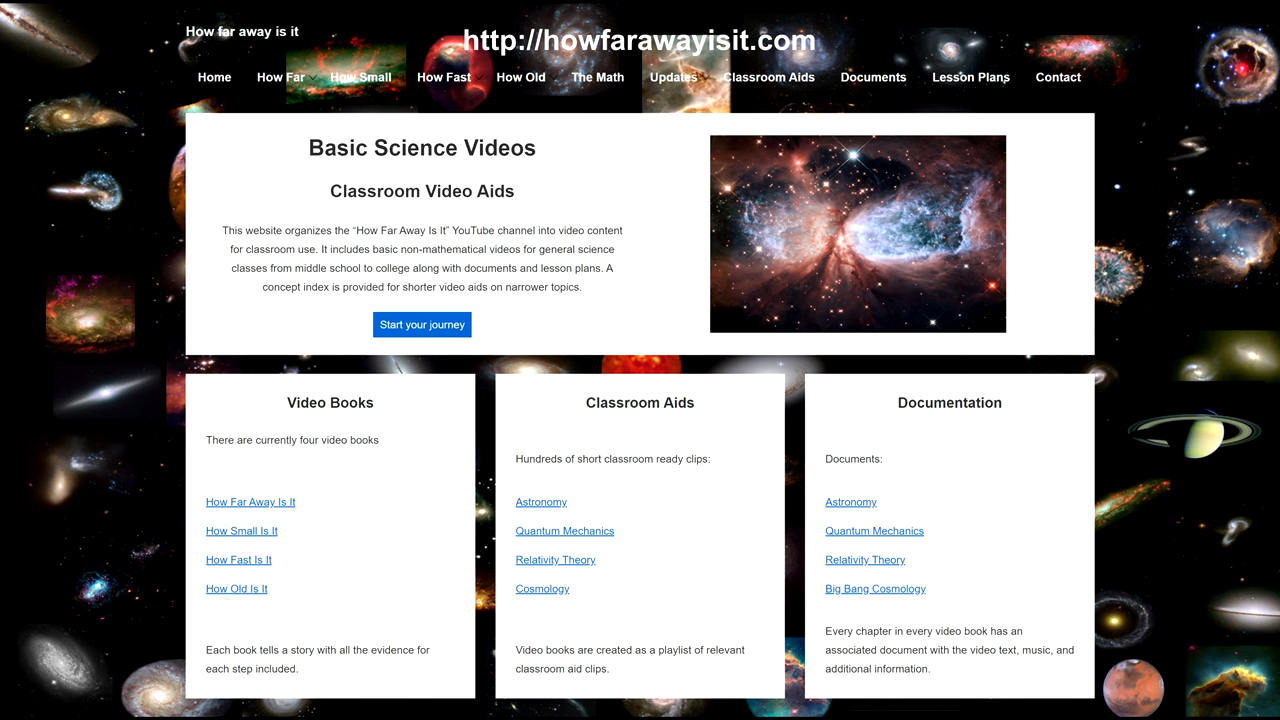 How far away is it
http://howfarawayisit.com
Home How Far How Small How Fast How Old The Math Updates Classroom Aids Documents Lesson Plans Contact
Basic Science Videos
Classroom Video Aids
This website organizes the “How Far Away Is It” YouTube channel into video content
for classroom use. It includes basic non-mathematical videos for general science
classes from middle school to college along with documents and lesson plans. A
concept index is provided for shorter video aids on narrower topics.
Start your journey
Video Books
There are currently four video books
How Far Away Is It
How Small Is It
How Fast Is It
How Old Is It
Each book tells a story with all the evidence for
each step included.
Classroom Aids
Hundreds of short classroom ready clips:
Astronomy
Quantum Mechanics
Relativity Theory
Cosmology
Video books are created as a playlist of relevant
classroom aid clips.
Documentation
Documents:
Astronomy
Quantum Mechanics
Relativity Theory
Big Bang Cosmology
Every chapter in every video book has an
associated document with the video text, music, and
additional information.